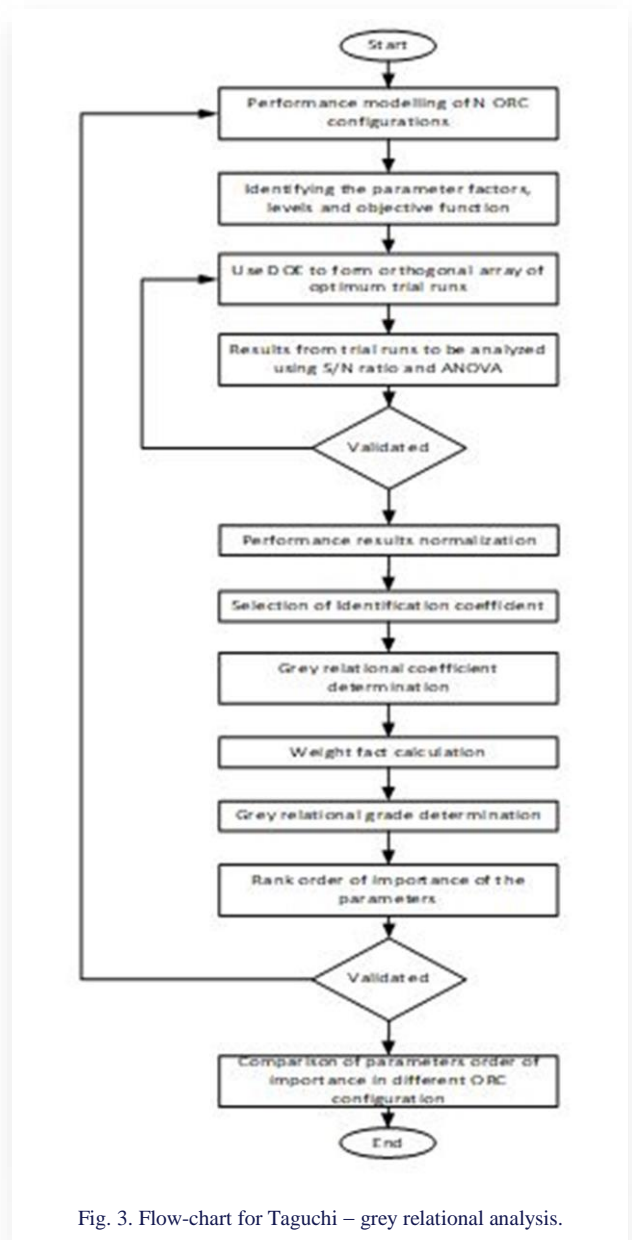 Start
Performance modelling of N ORC
configurations
Identifying the parameter factors,
levels and objective function
Use DOE to form orthogonal array of
optimum trial runs
Results from trial runs to be analyzed
using S/N ratio and ANOVA
Validated
Performance results normalization
Selection of Identification coefficient
Grey relational coefficient
determination
Weight fact calculation
Grey relational grade determination
Rank order of importance of the
parameters
Validated
Comparison of parameters order of
importance in different ORC
configuration
End
Fig. 3. Flow-chart for Taguchi – grey relational analysis.